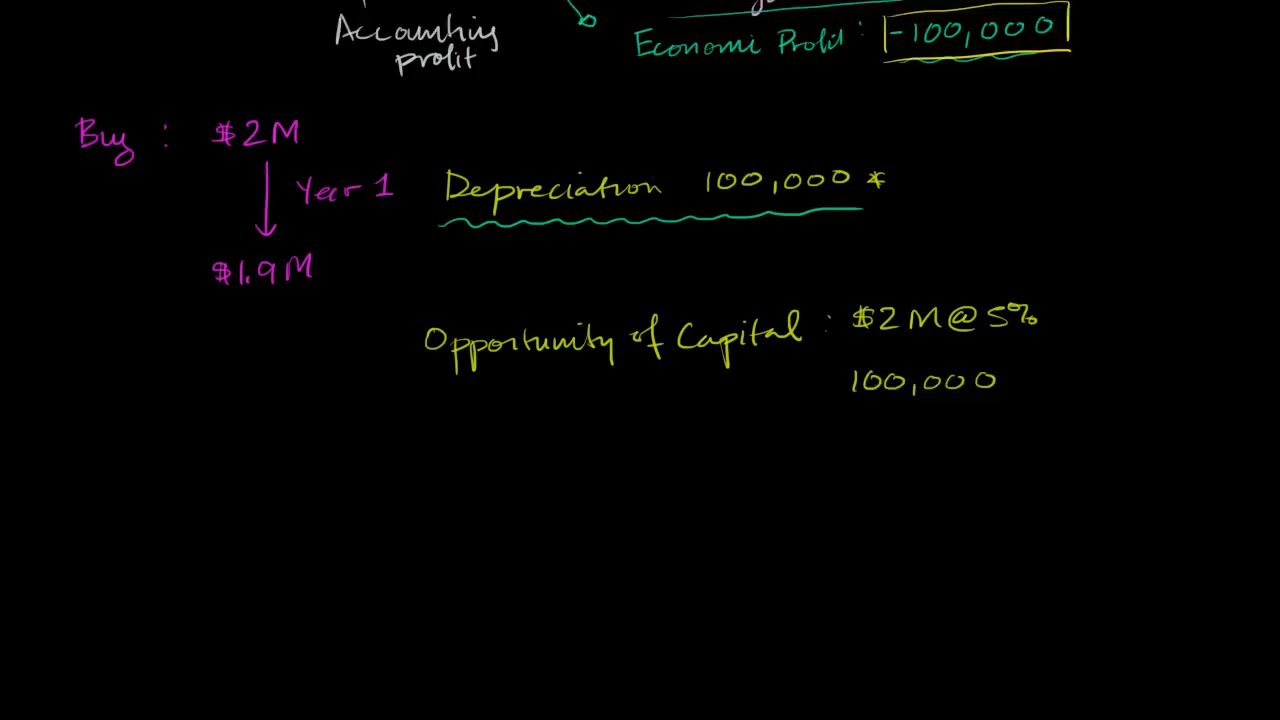 Accounting
profit
Economic Profit: -100,000
Buy : $2M
Year 1
Depreciation 100,000 *
$1.9M
Opportunity of Capital : $2M@5%
100,000